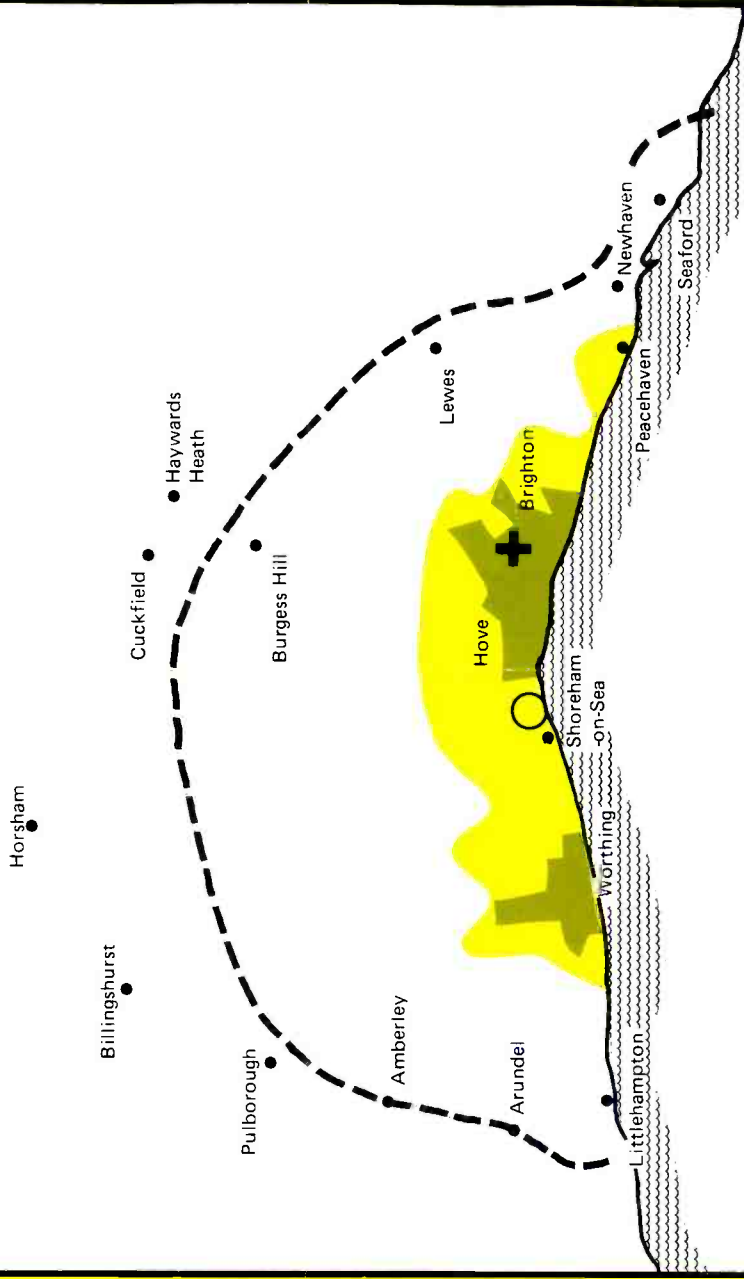 Horsham
Billingshurst
Cuckfield
Haywards
Heath
Pulborough
Burgess Hill
Amberley
Lewes
Arundel
Hove
Brighton
Newhaven
Shoreham
-on-Sea
Worthing
Littlehampton
Peacehaven
Seaford